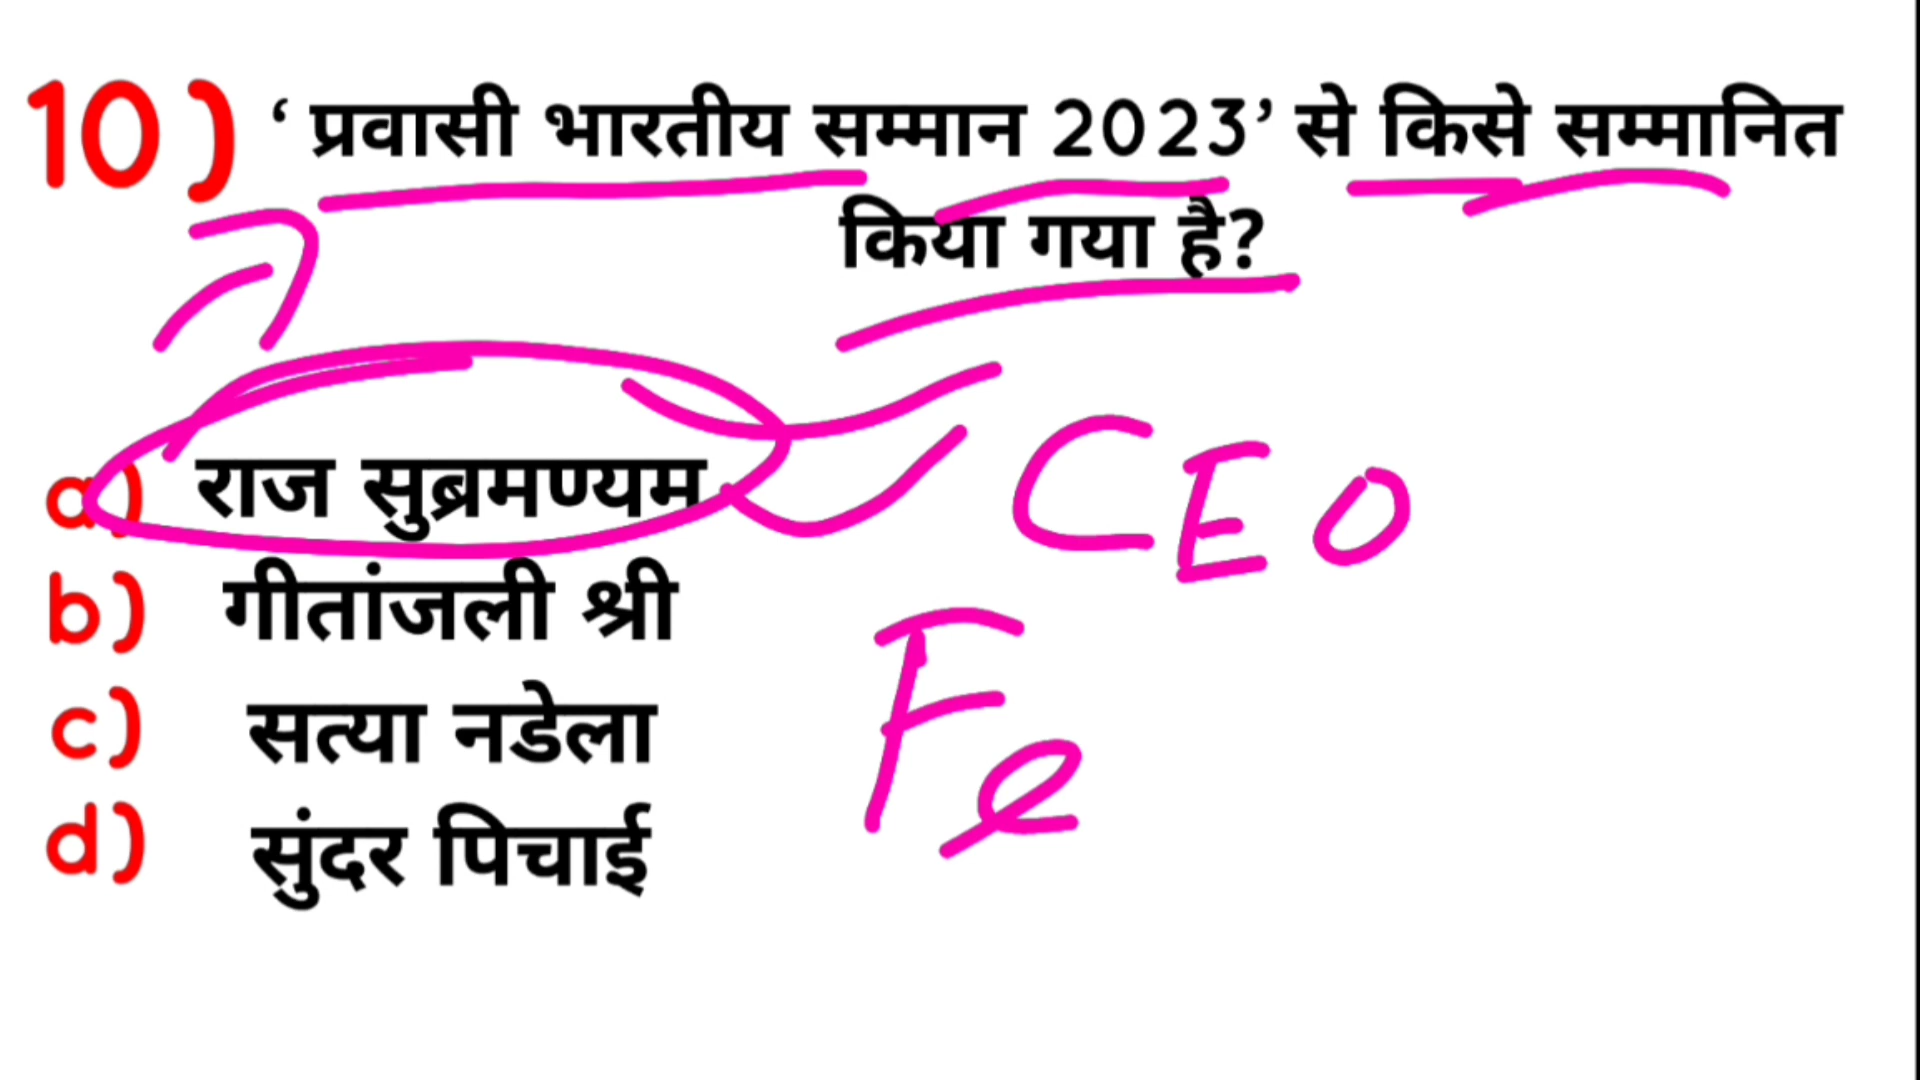 10) ‘ प्रवासी भारतीय सम्मान 2023’ से किसे सम्मानित
किया गया है?
a) राज सुब्रमण्यम
CEO
b) गीतांजली श्री
Fe
c) सत्या नडेला
d) सुंदर पिचाई